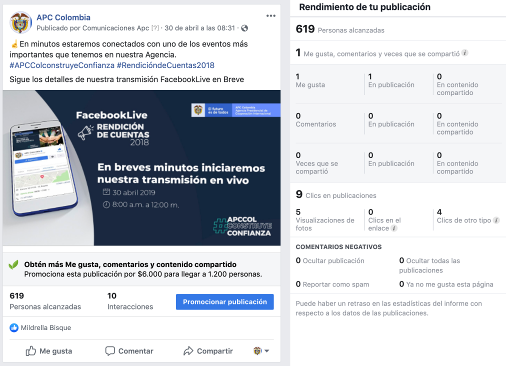 APC Colombia
Publicado por Comunicaciones Apc [?] · 30 de abril a las 08:31 ·
👍En minutos estaremos conectados con uno de los eventos más
importantes que tenemos en nuestra Agencia.
#APCColconstruyeConfianza #RendicióndeCuentas2018
Sigue los detalles de nuestra transmisión FacebookLive en Breve
El futuro
es de todos
APC Colombia
FacebookLive
RENDICIÓN
DE CUENTAS
2018
En breves minutos iniciaremos
nuestra transmisión en vivo
30 abril 2019
8:00 a.m. a 12:00 m.
#APCCOL
CONSTRUYE
CONFIANZA
Obtén más Me gusta, comentarios y contenido compartido
Promociona esta publicación por $6.000 para llegar a 1.200 personas.
619
Personas alcanzadas
10
Interacciones
Promocionar publicación
Mildrella Bisque
Me gusta
Comentar
Compartir
Rendimiento de tu publicación
619 Personas alcanzadas
1 Me gusta, comentarios y veces que se compartió
1
Me gusta
1
En publicación
0
En contenido
compartido
0
Comentarios
0
En publicación
0
En contenido
compartido
0
Veces que se
compartió
0
En publicación
0
En contenido
compartido
9 Clics en publicaciones
5
Visualizaciones de
fotos
0
Clics en el
enlace
4
Clics de otro tipo
COMENTARIOS NEGATIVOS
0 Ocultar publicación
0 Ocultar todas las
publicaciones
0 Reportar como spam
0 Ya no me gusta esta página
Puede haber un retraso en las estadísticas del informe con
respecto a los datos de las publicaciones.